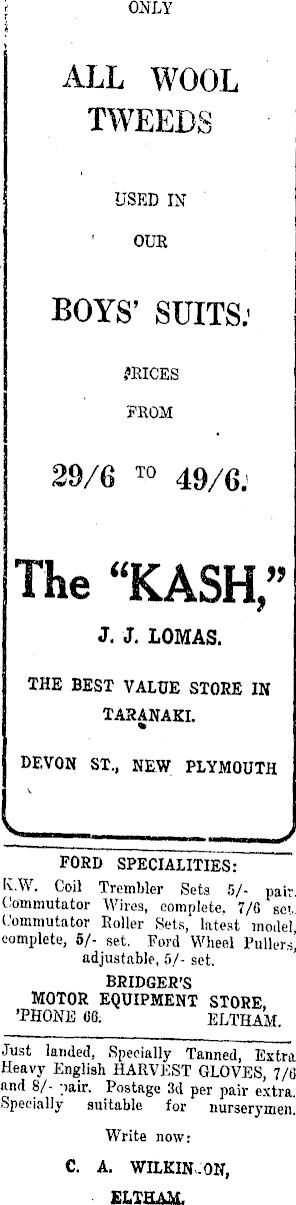 ONLY
ALL WOOL
TWEEDS
USED IN
OUR
BOYS' SUITS.
PRICES
FROM
29/6 TO 49/6.
The "KASH,"
J. J. LOMAS.
THE BEST VALUE STORE IN
TARANAKI.
DEVON ST., NEW PLYMOUTH
FORD SPECIALITIES:
K.W. Coil Trembler Sets 5/- pair.
Commutator Wires, complete, 7/6 set.
Commutator Roller Sets, latest model,
complete, 5/- set. Ford Wheel Pullers,
adjustable, 5/- set.
BRIDGER'S
MOTOR EQUIPMENT STORE,
'PHONE 66. ELTHAM.
Just landed, Specially Tanned, Extra
Heavy English HARVEST GLOVES, 7/6
and 8/- pair. Postage 3d per pair extra.
Specially suitable for nurserymen.
Write now:
C. A. WILKINSON,
ELTHAM.